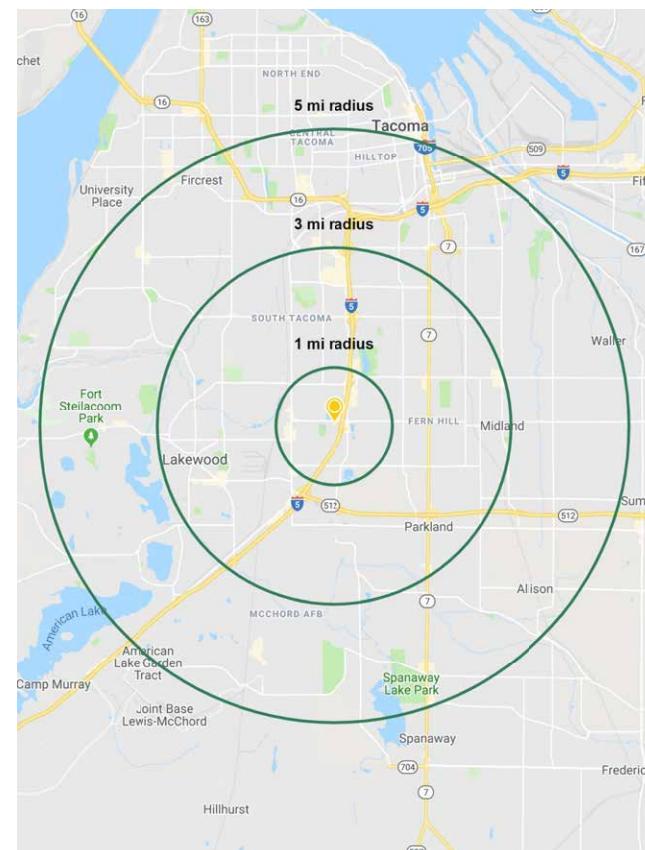 16
163
chet
NORTH END
16
5 mi radius
CENTRAL
TACOMA
Tacoma
705
HILLTOP
509
5
Fif
University
Place
Fircrest
16
5
3 mi radius
7
167
5
SOUTH TACOMA
7
Waller
1 mi radius
Fort
Steilacoom
Park
FERN HILL
Midland
Lakewood
5
512
Sum
512
Parkland
Alison
7
MCCHORD AFB
American Lake
American
Lake Garden
Tract
Camp Murray
Spanaway
Lake Park
Joint Base
Lewis-McChord
Spanaway
704
Frederic
7
Hillhurst